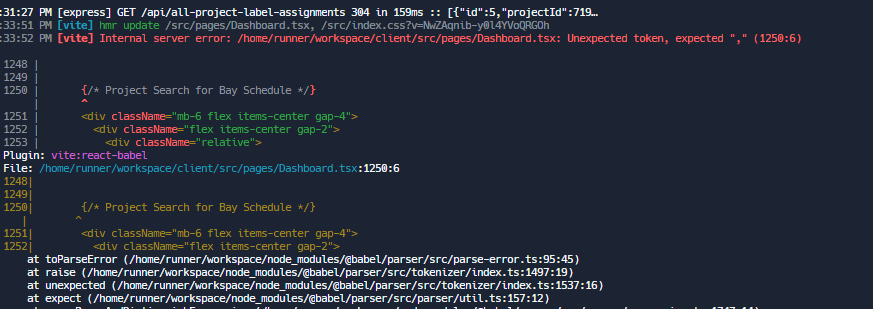 :31:27 PM [express] GET /api/all-project-label-assignments 304 in 159ms :: [{"id":5,"projectId":719…
:33:51 PM [vite] hmr update /src/pages/Dashboard.tsx, /src/index.css?v=NwZAqnib-y0l4YVoQRGOh
:33:52 PM [vite] Internal server error: /home/runner/workspace/client/src/pages/Dashboard.tsx: Unexpected token, expected "," (1250:6)
1248 |
1249 |
1250 | {/* Project Search for Bay Schedule */}
| ^
1251 | <div className="mb-6 flex items-center gap-4">
1252 | <div className="flex items-center gap-2">
1253 | <div className="relative">
Plugin: vite:react-babel
File: /home/runner/workspace/client/src/pages/Dashboard.tsx:1250:6
1248|
1249|
1250| {/* Project Search for Bay Schedule */}
| ^
1251| <div className="mb-6 flex items-center gap-4">
1252| <div className="flex items-center gap-2">
at toParseError (/home/runner/workspace/node_modules/@babel/parser/src/parse-error.ts:95:45)
at raise (/home/runner/workspace/node_modules/@babel/parser/src/tokenizer/index.ts:1497:19)
at unexpected (/home/runner/workspace/node_modules/@babel/parser/src/tokenizer/index.ts:1537:16)
at expect (/home/runner/workspace/node_modules/@babel/parser/src/parser/util.ts:157:12)